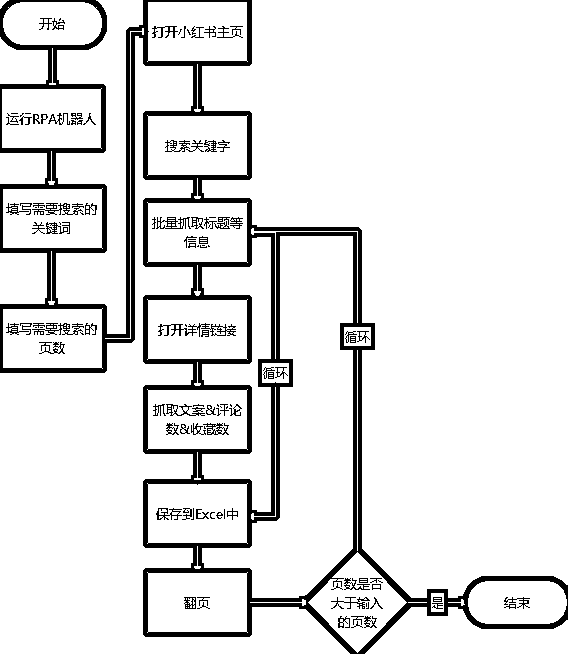 开始
运行RPA机器人
填写需要搜索的
关键词
填写需要搜索的
页数
打开小红书主页
搜索关键字
批量抓取标题等
信息
打开详情链接
抓取文案&评论
数&收藏数
保存到Excel中
翻页
循环
循环
页数是否
大于输入
的页数
是
结束